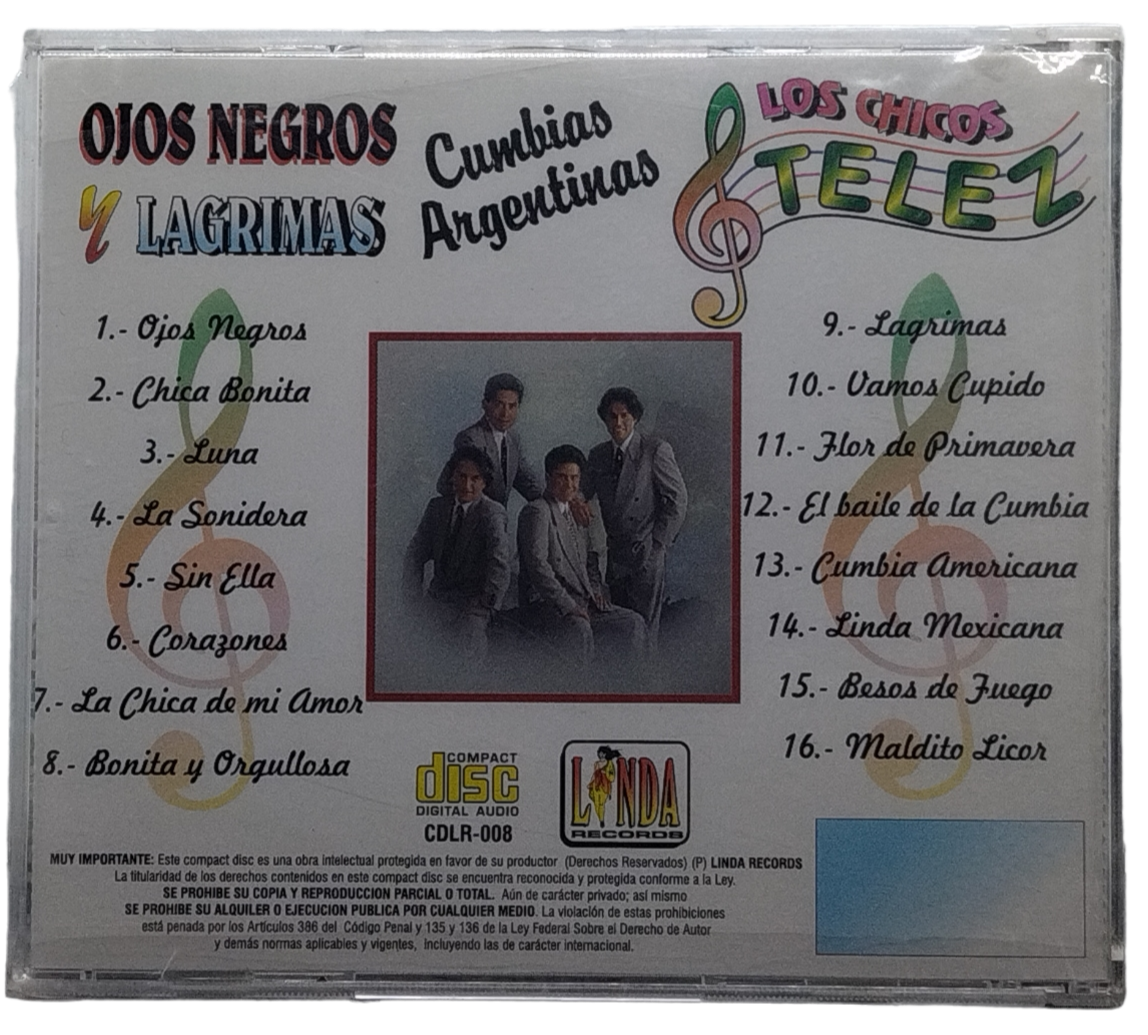 OJOS NEGROS
Y LAGRIMAS
Cumbias
Argentinas
LOS CHICOS
TELEZ
1.- Ojos Negros
2.- Chica Bonita
3.- Luna
4.- La Sonidera
5.- Sin Ella
6.- Corazones
7.- La Chica de mi Amor
8.- Bonita y Orgullosa
9.- Lagrimas
10.- Vamos Cupido
11.- Flor de Primavera
12.- El baile de la Cumbia
13.- Cumbia Americana
14.- Linda Mexicana
15.- Besos de Fuego
16.- Maldito Licor
COMPACT
disc
DIGITAL AUDIO
CDLR-008
LINDA
RECORDS
MUY IMPORTANTE: Este compact disc es una obra intelectual protegida en favor de su productor (Derechos Reservados) (P) LINDA RECORDS
La titularidad de los derechos contenidos en este compact disc se encuentra reconocida y protegida conforme a la Ley.
SE PROHIBE SU COPIA Y REPRODUCCION PARCIAL O TOTAL. Aún de carácter privado; así mismo
SE PROHIBE SU ALQUILER O EJECUCION PUBLICA POR CUALQUIER MEDIO. La violación de estas prohibiciones
está penada por los Artículos 386 del Código Penal y 135 y 136 de la Ley Federal Sobre el Derecho de Autor
y demás normas aplicables y vigentes, incluyendo las de carácter internacional.